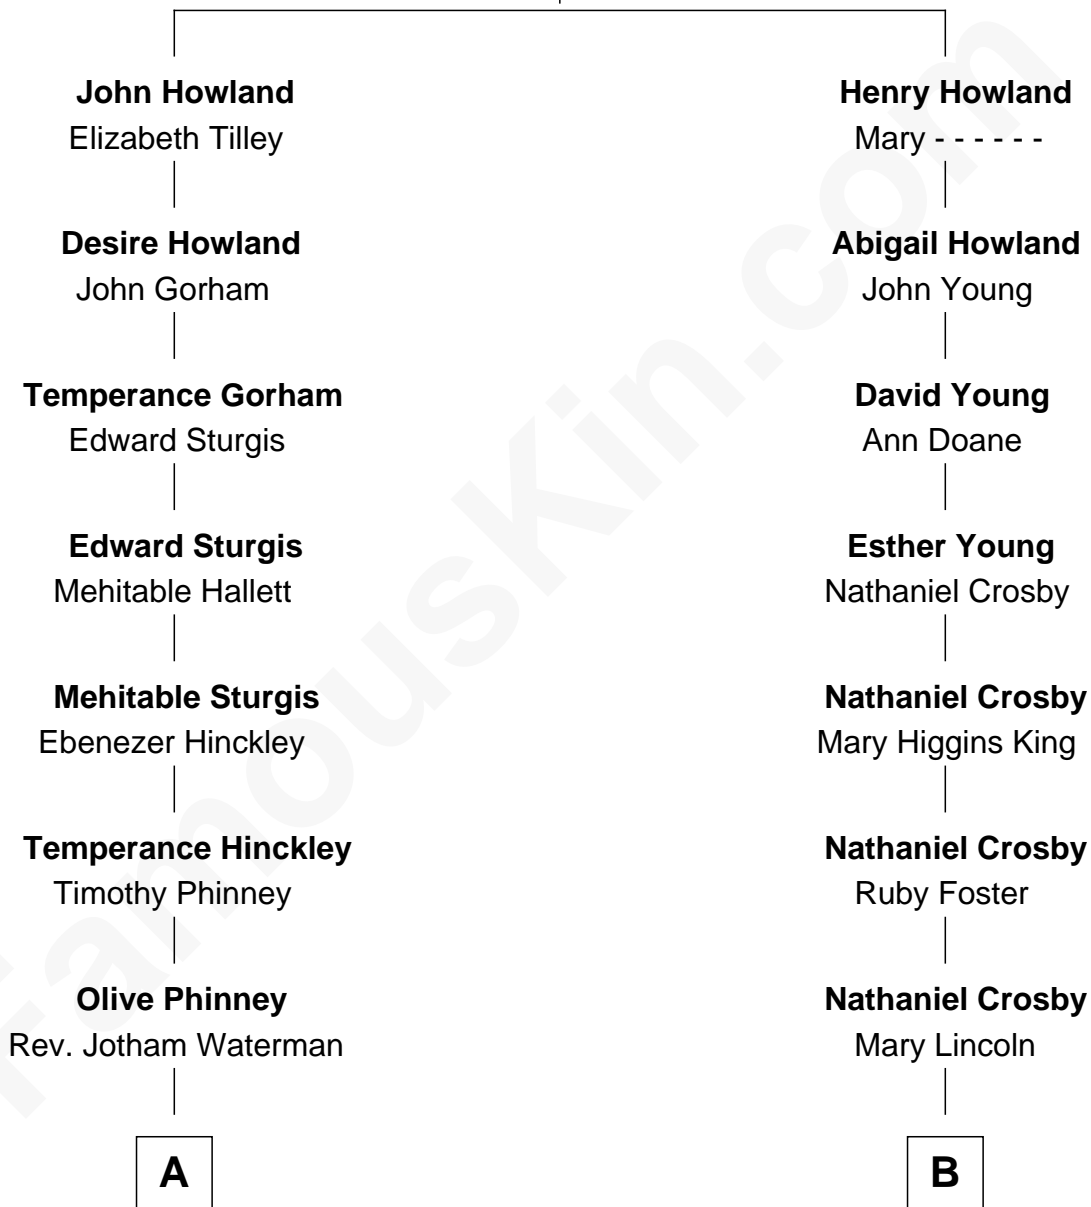 John Howland
Elizabeth Tilley
Desire Howland
John Gorham
Temperance Gorham
Edward Sturgis
Edward Sturgis
Mehitable Hallett
Mehitable Sturgis
Ebenezer Hinckley
Temperance Hinckley
Timothy Phinney
Olive Phinney
Rev. Jotham Waterman
A
Henry Howland
Mary - - - - - -
Abigail Howland
John Young
David Young
Ann Doane
Esther Young
Nathaniel Crosby
Nathaniel Crosby
Mary Higgins King
Nathaniel Crosby
Ruby Foster
Nathaniel Crosby
Mary Lincoln
B
FamousKin.com